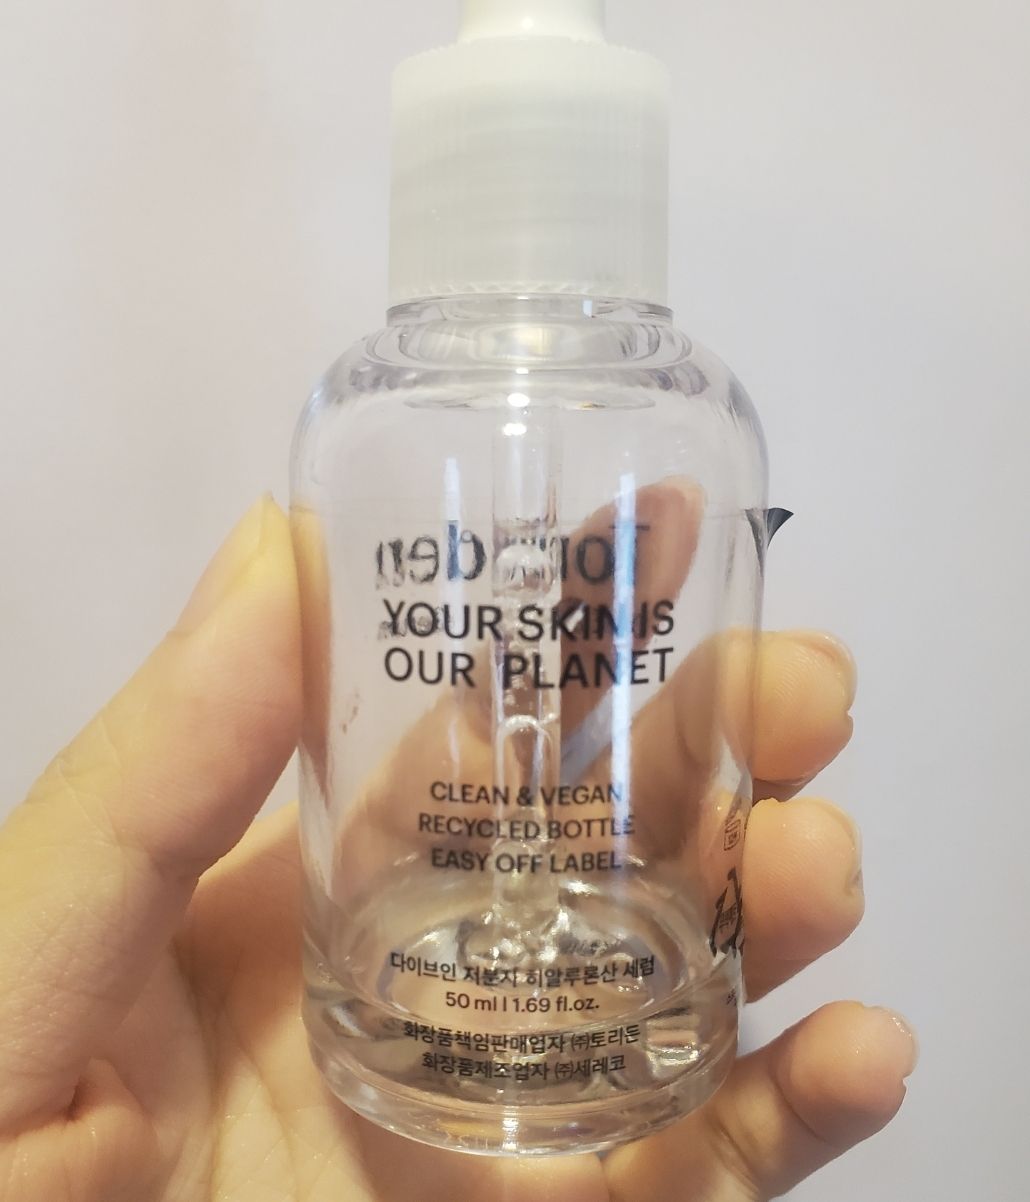 Torriden
YOUR SKIN IS
OUR PLANET
CLEAN & VEGAN
RECYCLED BOTTLE
EASY OFF LABEL
다이브인 저분자 히알루론산 세럼
50 ml | 1.69 fl.oz.
화장품책임판매업자 ㈜토리든
화장품제조업자 ㈜세레코